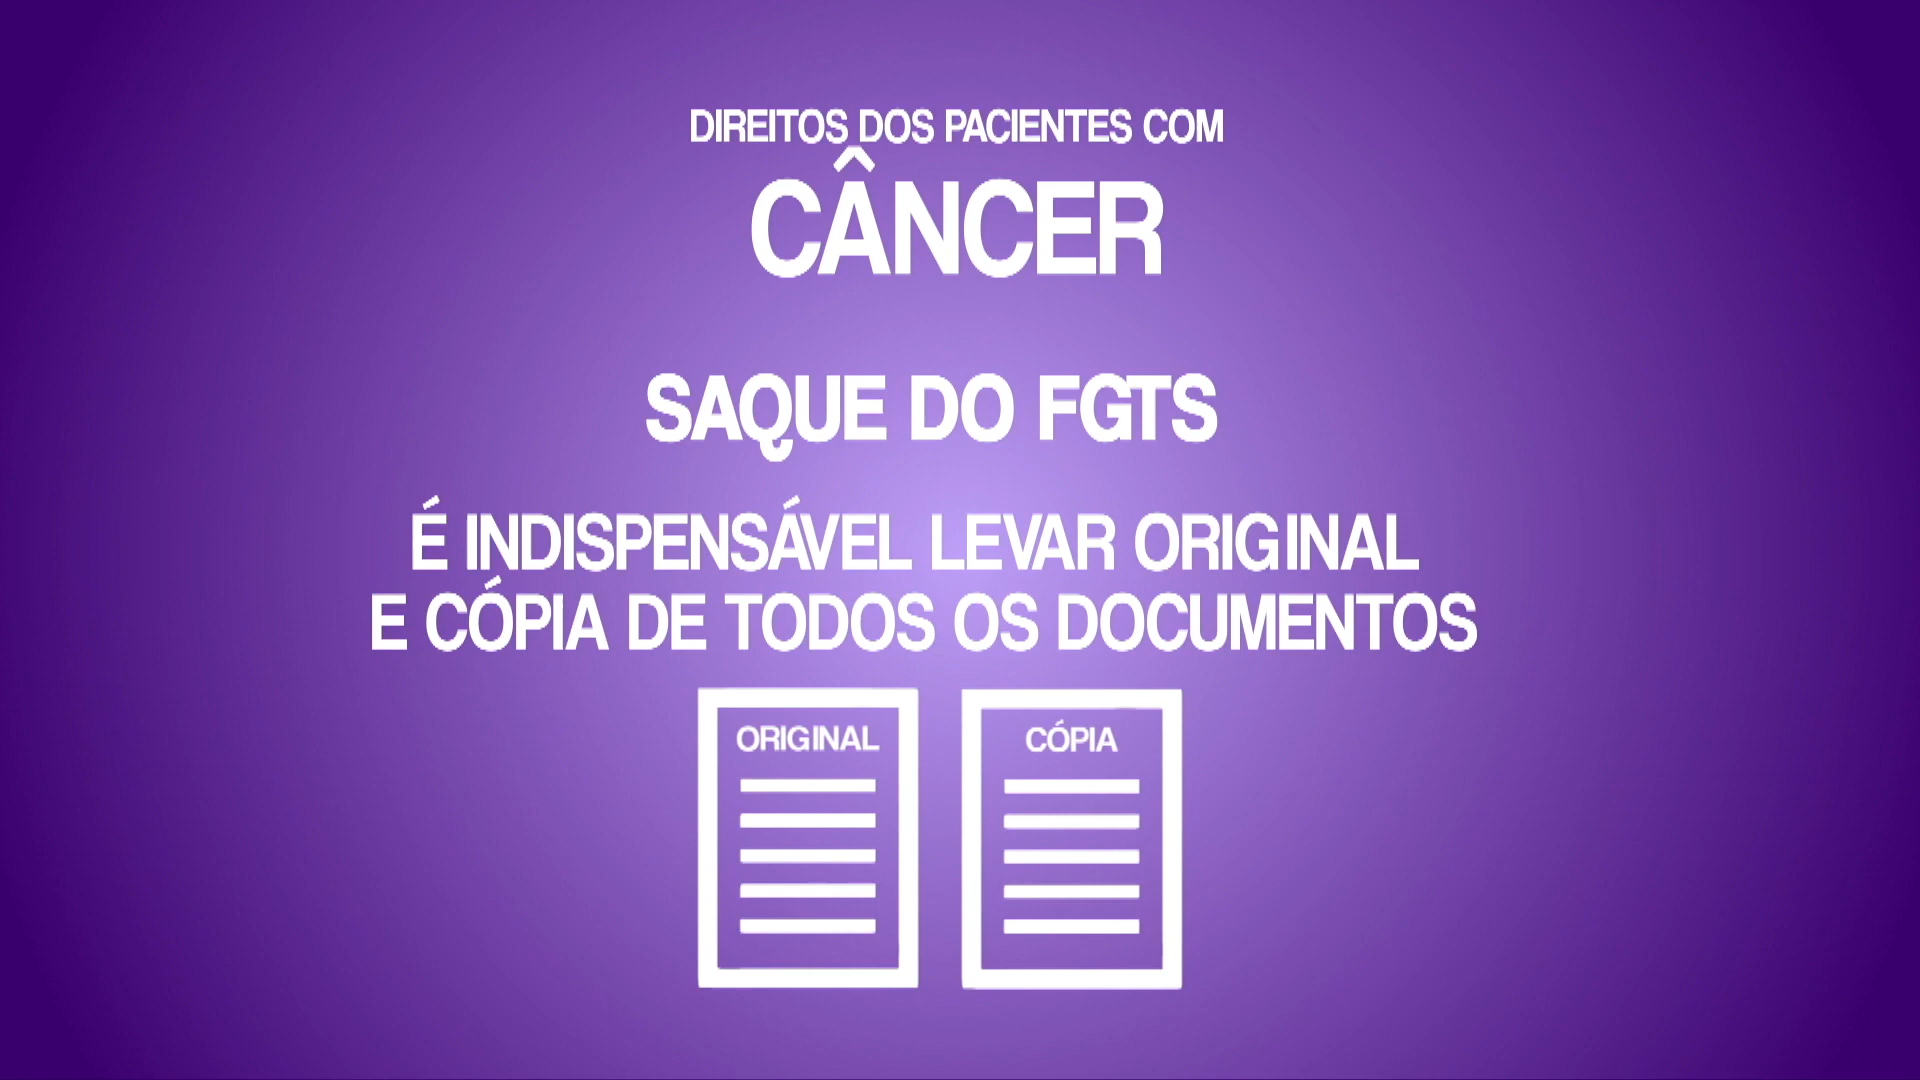 DIREITOS DOS PACIENTES COM
CÂNCER
SAQUE DO FGTS
É INDISPENSÁVEL LEVAR ORIGINAL
E CÓPIA DE TODOS OS DOCUMENTOS
ORIGINAL
CÓPIA